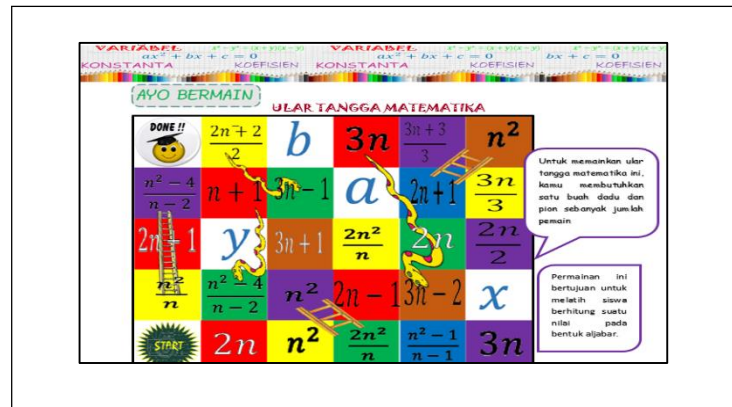 VARIABEL VARIABEL
ax² + bx + c = 0 ax² + bx + c = 0 bx + c = 0
KONSTANTA KOEFISIEN KONSTANTA KOEFISIEN KOEFISIEN
AYO BERMAIN
ULAR TANGGA MATEMATIKA
DONE !! (2n + 2)/2 b 3n (3n + 3)/3 n²
(n² − 4)/(n − 2) n + 1 3n − 1 a 2n + 1 3n/3
2n + 1 y 3n + 1 2n²/n 2n 2n/2
n²/n (n² − 4)/(n − 2) n² 2n − 1 3n − 2 x
START 2n n² 2n²/n (n² − 1)/(n − 1) 3n
Untuk memainkan ular
tangga matematika ini,
kamu membutuhkan
satu buah dadu dan
pion sebanyak jumlah
pemain
Permainan ini
bertujuan untuk
melatih siswa
berhitung suatu
nilai pada
bentuk aljabar.